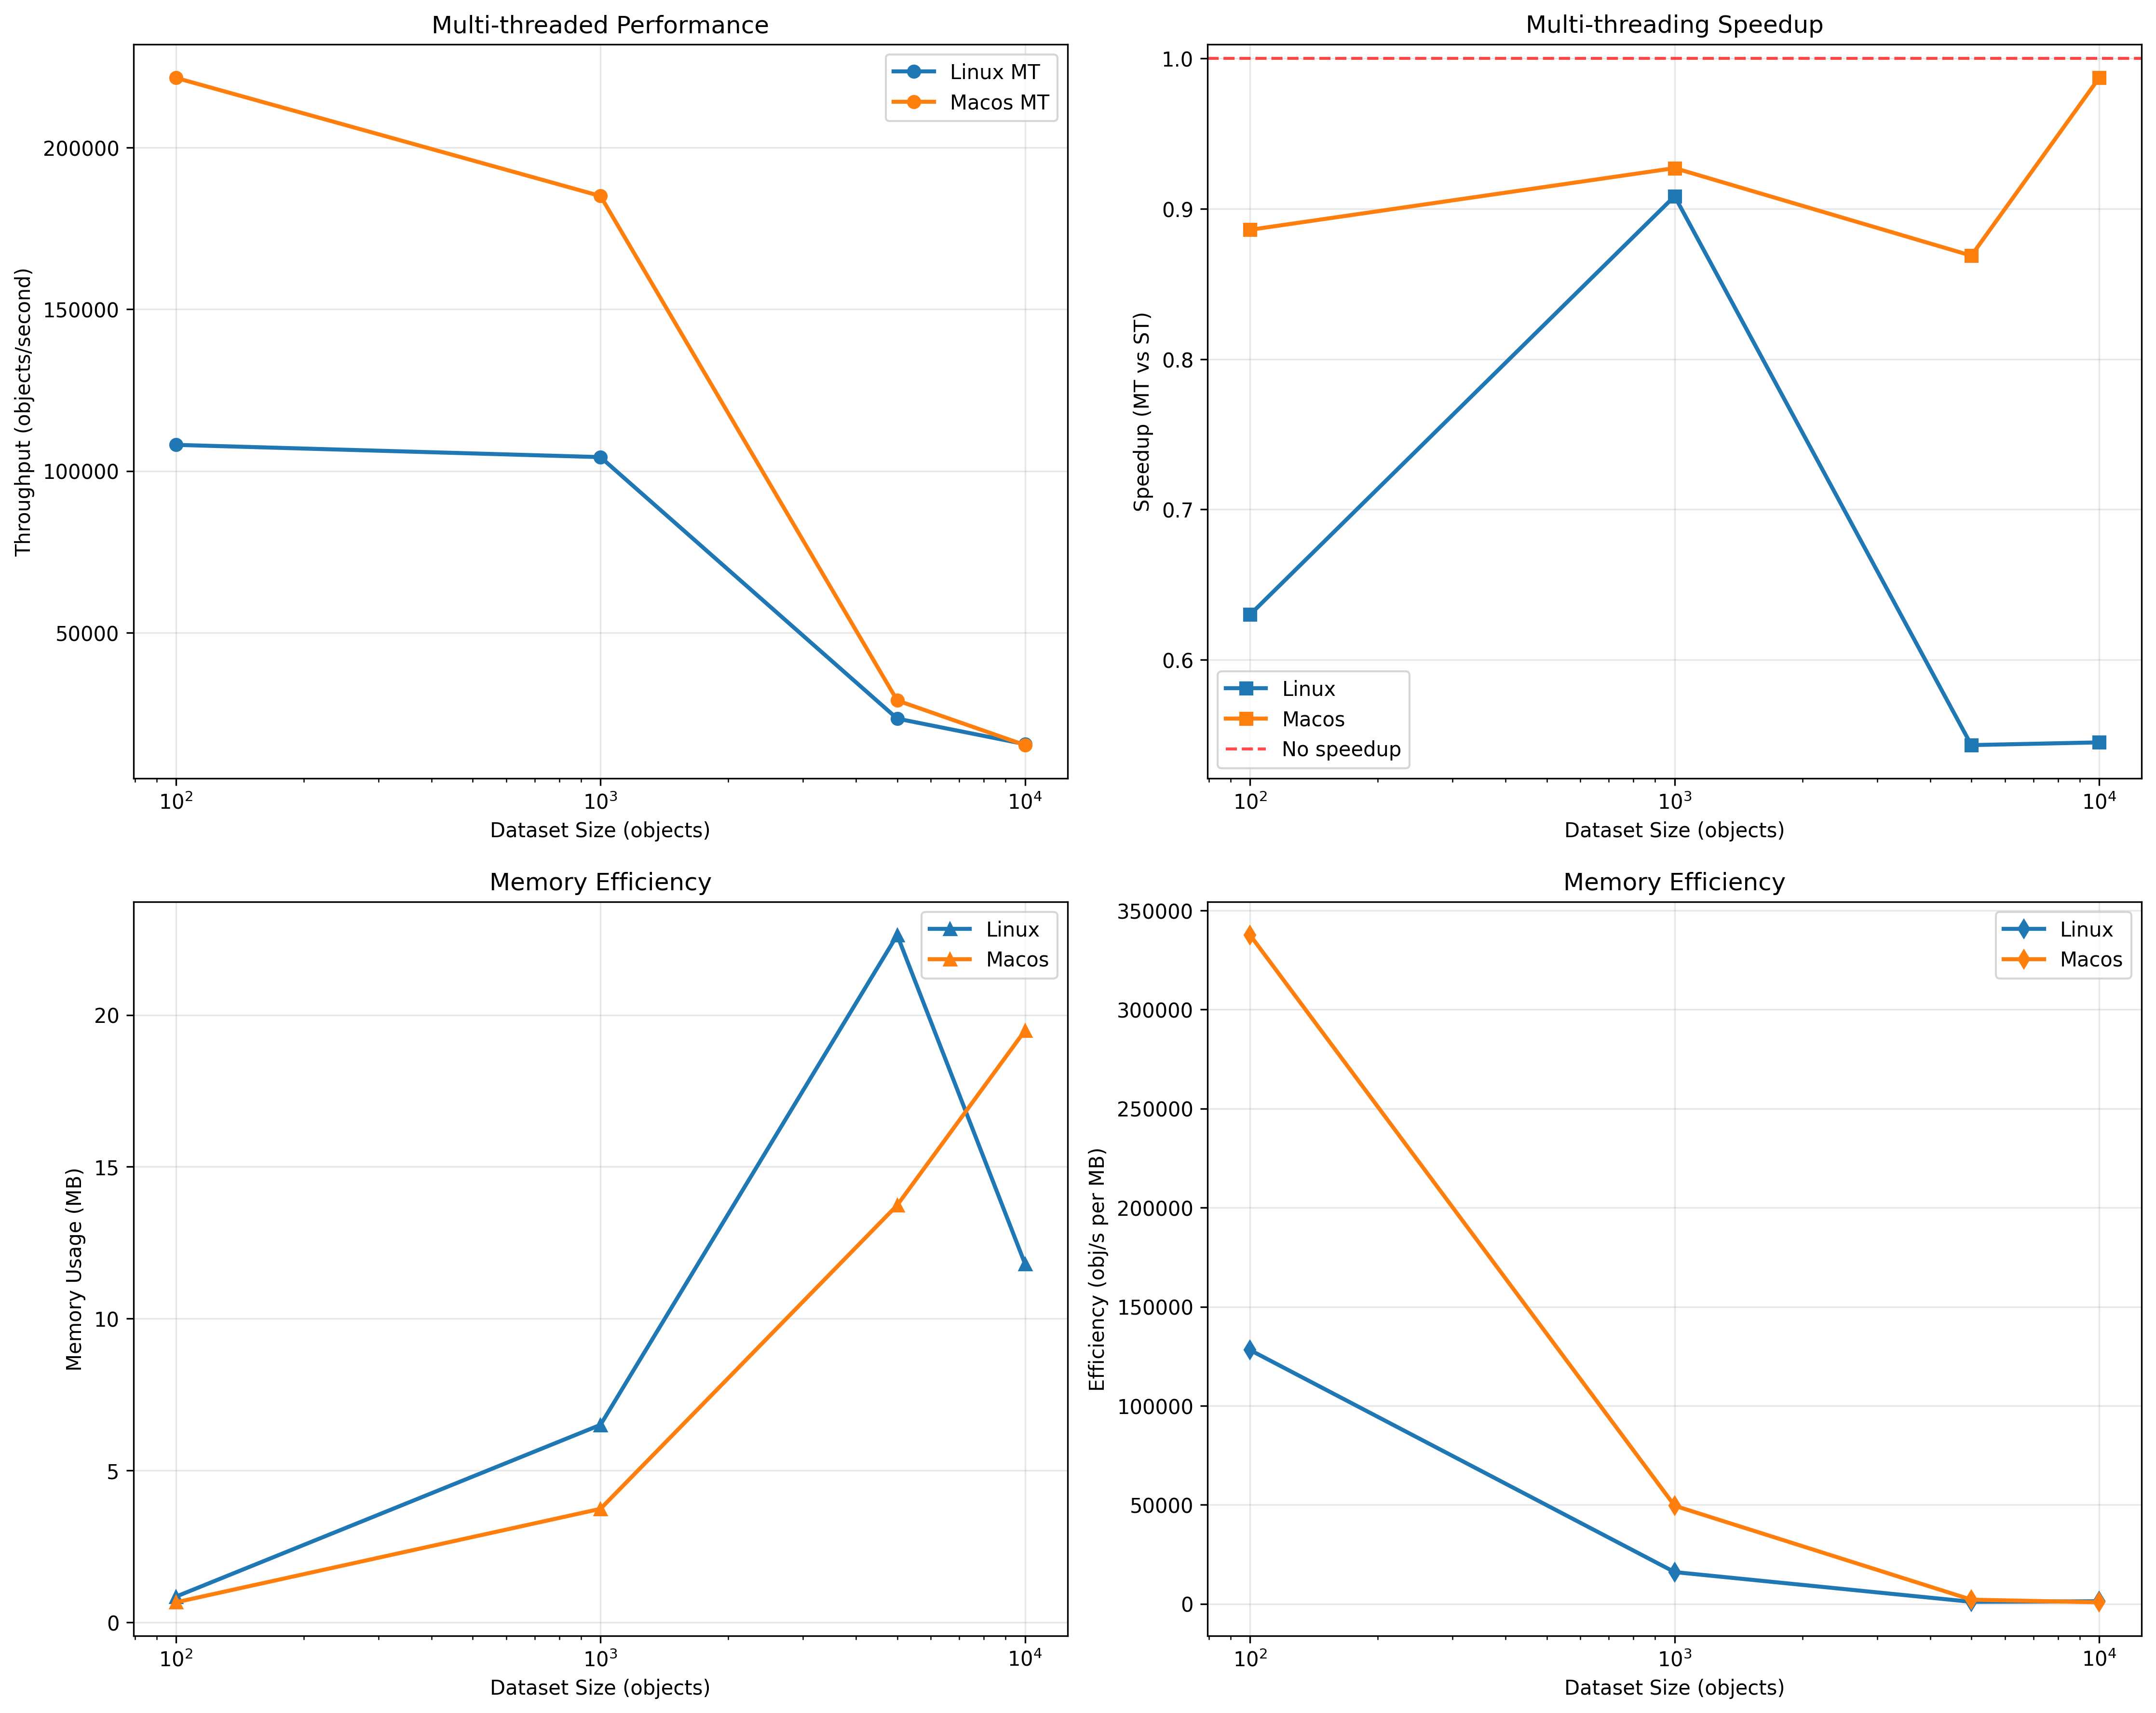 Multi-threaded Performance
Throughput (objects/second)
200000
150000
100000
50000
Linux MT
Macos MT
10²
10³
10⁴
Dataset Size (objects)
Multi-threading Speedup
Speedup (MT vs ST)
1.0
0.9
0.8
0.7
0.6
Linux
Macos
No speedup
10²
10³
10⁴
Dataset Size (objects)
Memory Efficiency
Memory Usage (MB)
20
15
10
5
0
Linux
Macos
10²
10³
10⁴
Dataset Size (objects)
Memory Efficiency
Efficiency (obj/s per MB)
350000
300000
250000
200000
150000
100000
50000
0
Linux
Macos
10²
10³
10⁴
Dataset Size (objects)